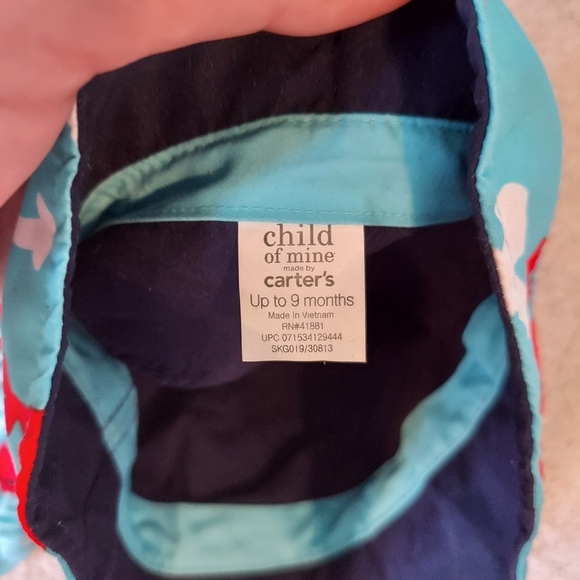 child
of mine
made by
carter's
Up to 9 months
Made in Vietnam
RN#41881
UPC 071534129444
SKG019/30813